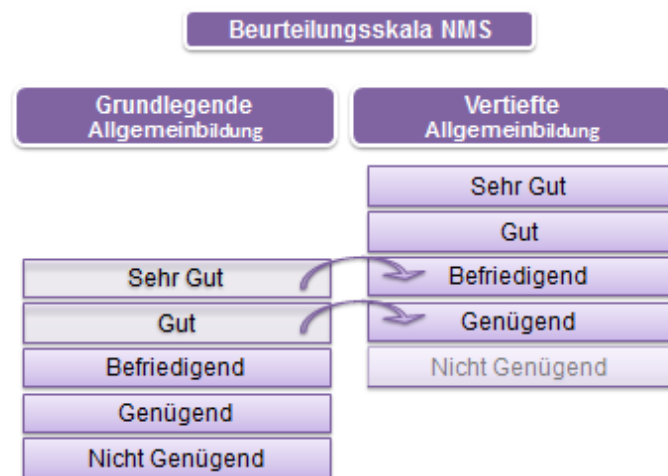 Beurteilungsskala NMS
Grundlegende
Allgemeinbildung
Vertiefte
Allgemeinbildung
Sehr Gut
Gut
Sehr Gut
Befriedigend
Gut
Genügend
Befriedigend
Nicht Genügend
Genügend
Nicht Genügend